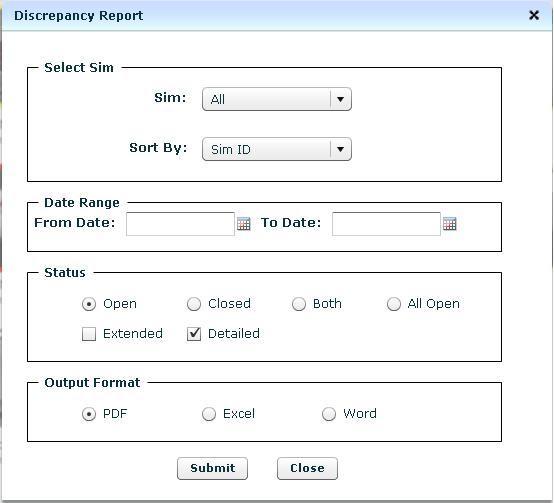 Discrepancy Report
Select Sim
Sim: All
Sort By: Sim ID
Date Range
From Date: To Date:
Status
Open Closed Both All Open
Extended Detailed
Output Format
PDF Excel Word
Submit Close